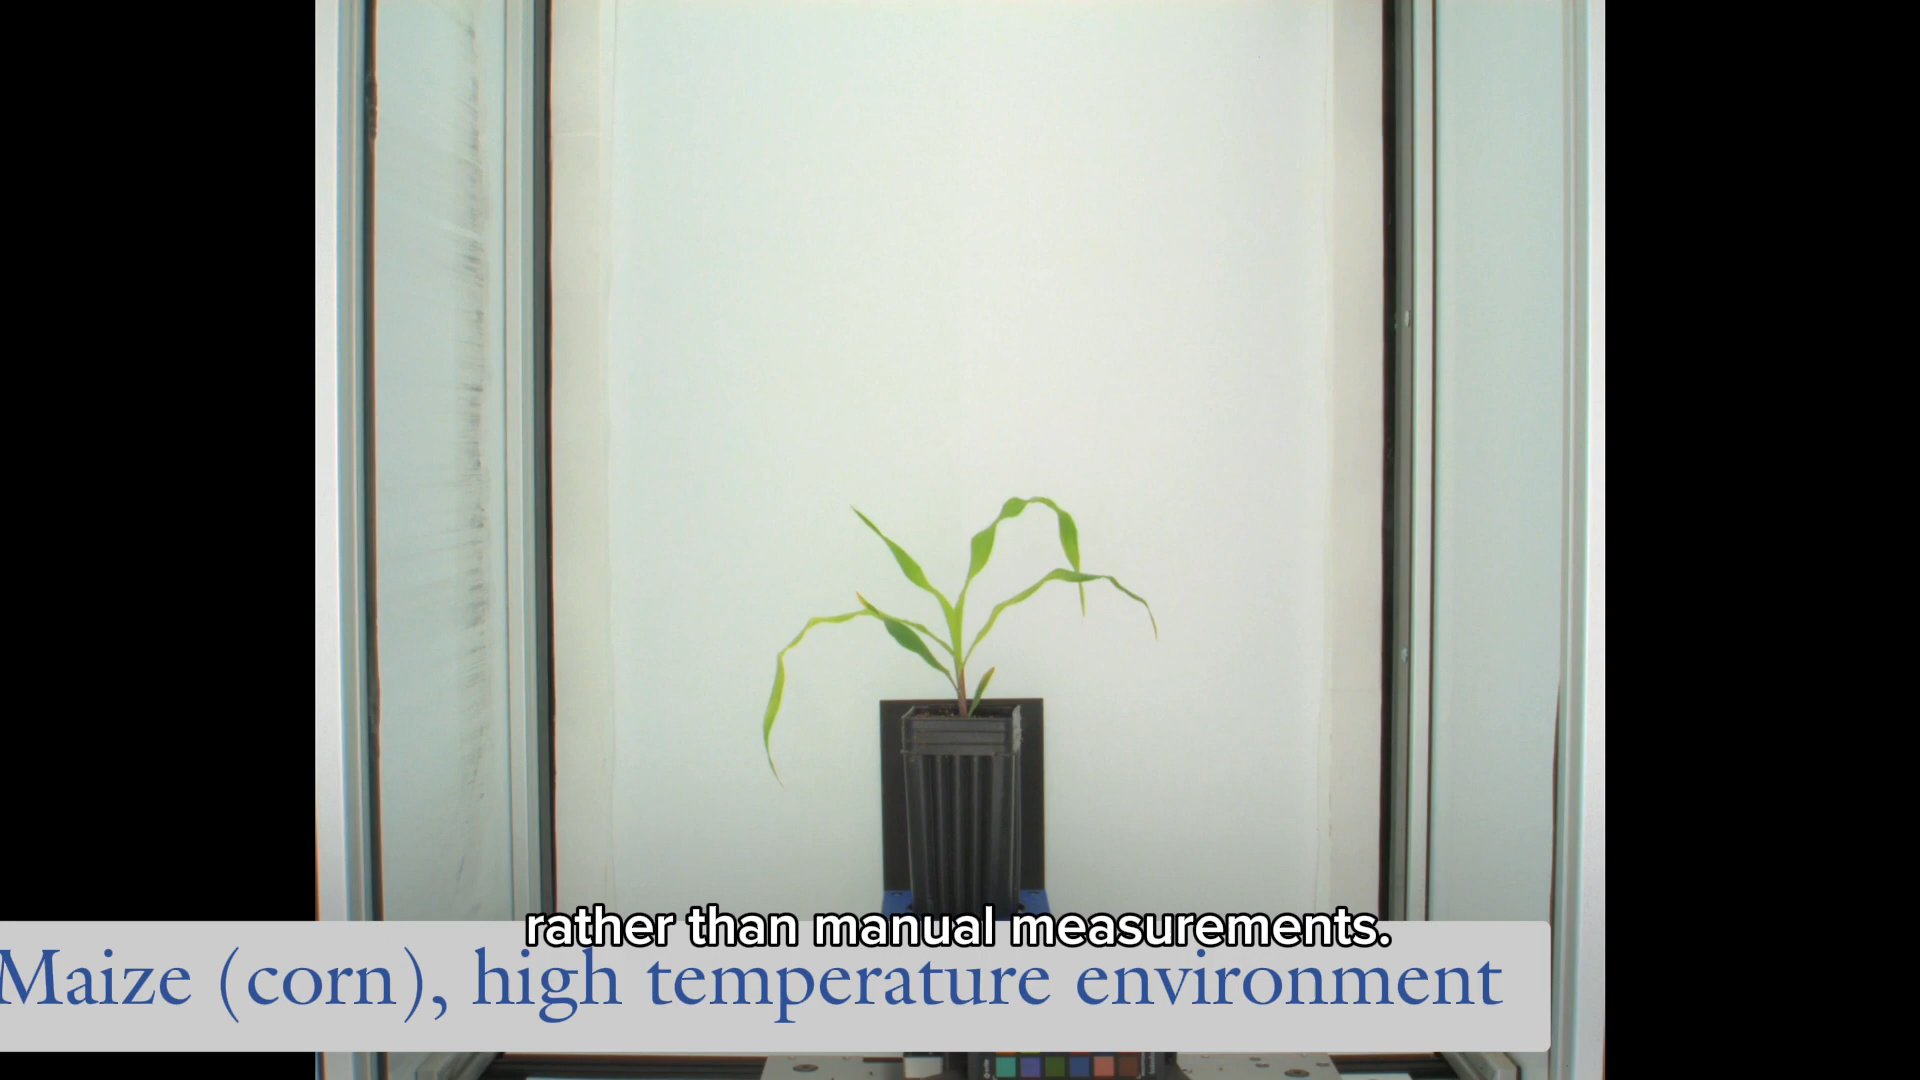 rather than manual measurements.
Maize (corn), high temperature environment